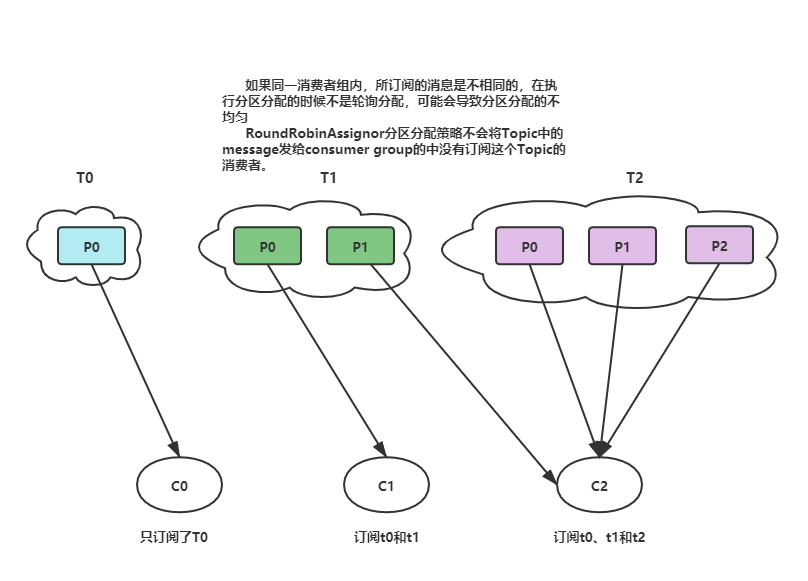 如果同一消费者组内，所订阅的消息是不相同的，在执
行分区分配的时候不是轮询分配，可能会导致分区分配的不
均匀
RoundRobinAssignor分区分配策略不会将Topic中的
message发给consumer group的中没有订阅这个Topic的
消费者。
T0
T1
T2
P0
P0
P1
P0
P1
P2
C0
C1
C2
只订阅了T0
订阅t0和t1
订阅t0、t1和t2